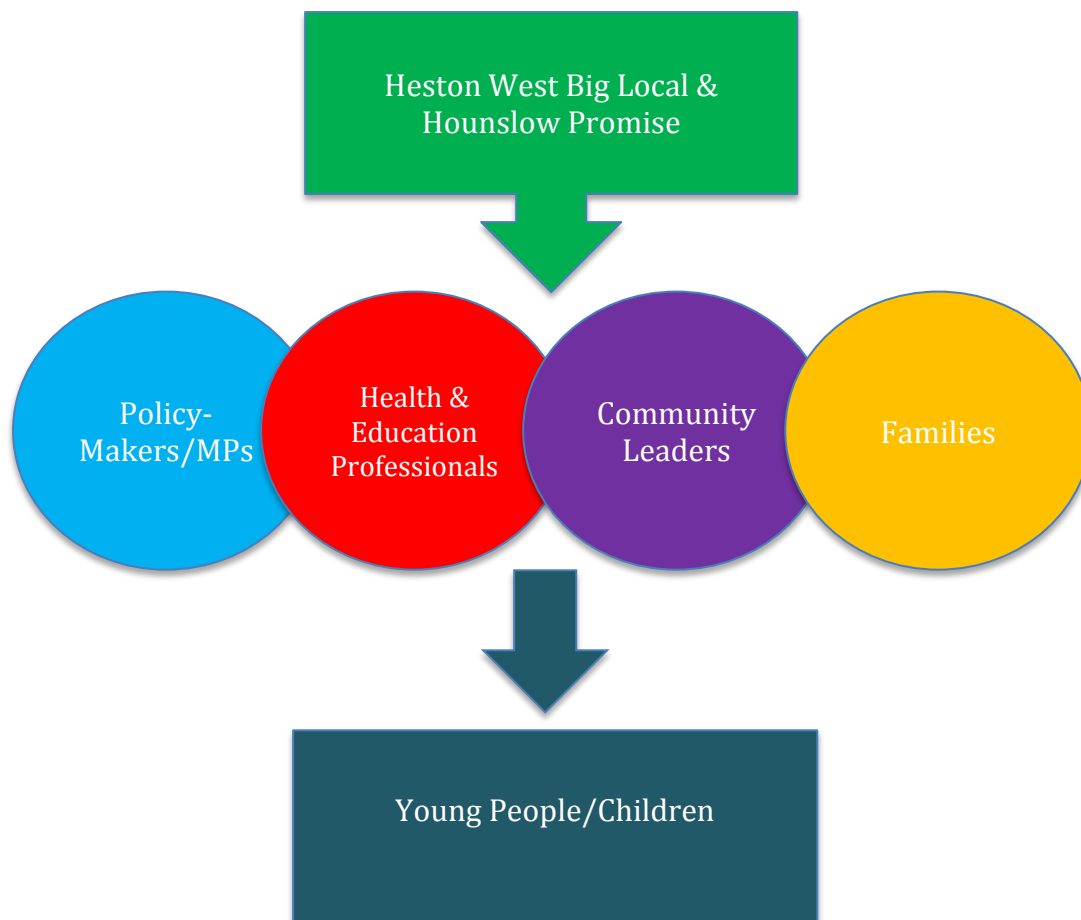 Heston West Big Local &
Hounslow Promise
Policy-
Makers/MPs
Health &
Education
Professionals
Community
Leaders
Families
Young People/Children